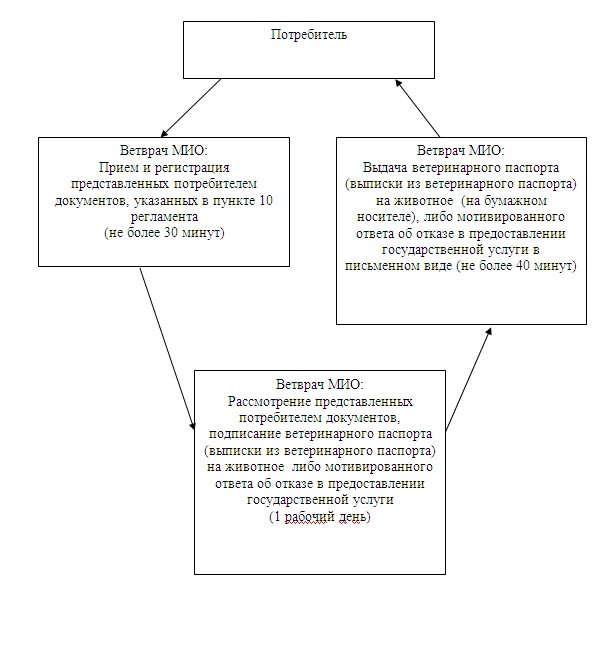 Потребитель
Ветврач МИО:
Прием и регистрация
представленных потребителем
документов, указанных в пункте 10
регламента
(не более 30 минут)
Ветврач МИО:
Рассмотрение представленных
потребителем документов,
подписание ветеринарного паспорта
(выписки из ветеринарного паспорта)
на животное либо мотивированного
ответа об отказе в предоставлении
государственной услуги
(1 рабочий день)
Ветврач МИО:
Выдача ветеринарного паспорта
(выписки из ветеринарного паспорта)
на животное (на бумажном
носителе), либо мотивированного
ответа об отказе в предоставлении
государственной услуги в
письменном виде (не более 40 минут)